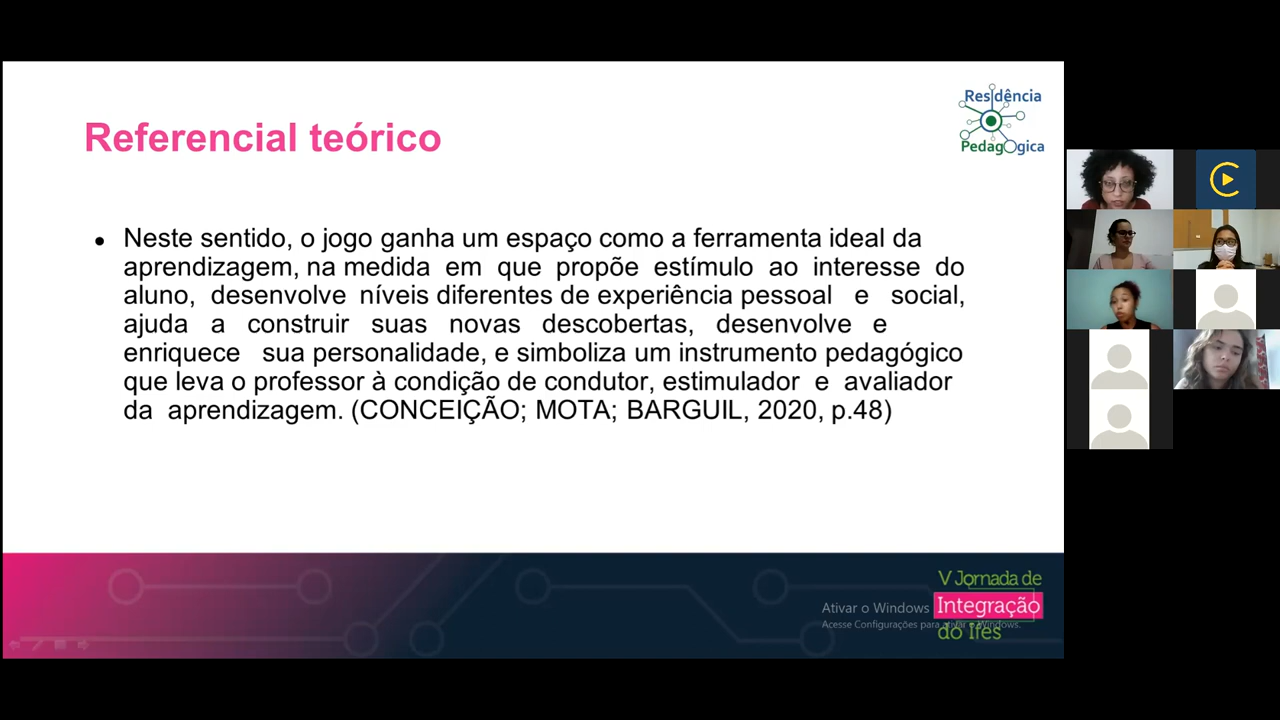 Residência
Pedagógica
Referencial teórico
• Neste sentido, o jogo ganha um espaço como a ferramenta ideal da
aprendizagem, na medida em que propõe estímulo ao interesse do
aluno, desenvolve níveis diferentes de experiência pessoal e social,
ajuda a construir suas novas descobertas, desenvolve e
enriquece sua personalidade, e simboliza um instrumento pedagógico
que leva o professor à condição de condutor, estimulador e avaliador
da aprendizagem. (CONCEIÇÃO; MOTA; BARGUIL, 2020, p.48)
V Jornada de
Integração
do Ifes
Ativar o Windows
Acesse Configurações para ativar o Windows.